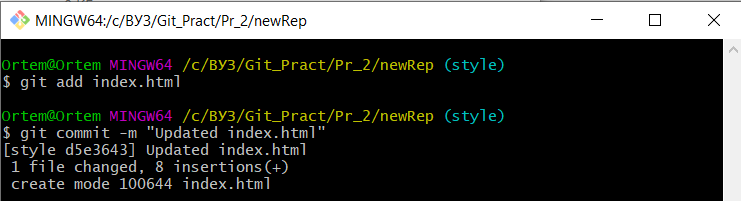 MINGW64:/c/ВУЗ/Git_Pract/Pr_2/newRep
Ortem@Ortem MINGW64 /c/ВУЗ/Git_Pract/Pr_2/newRep (style)
$ git add index.html
Ortem@Ortem MINGW64 /c/ВУЗ/Git_Pract/Pr_2/newRep (style)
$ git commit -m "Updated index.html"
[style d5e3643] Updated index.html
 1 file changed, 8 insertions(+)
 create mode 100644 index.html